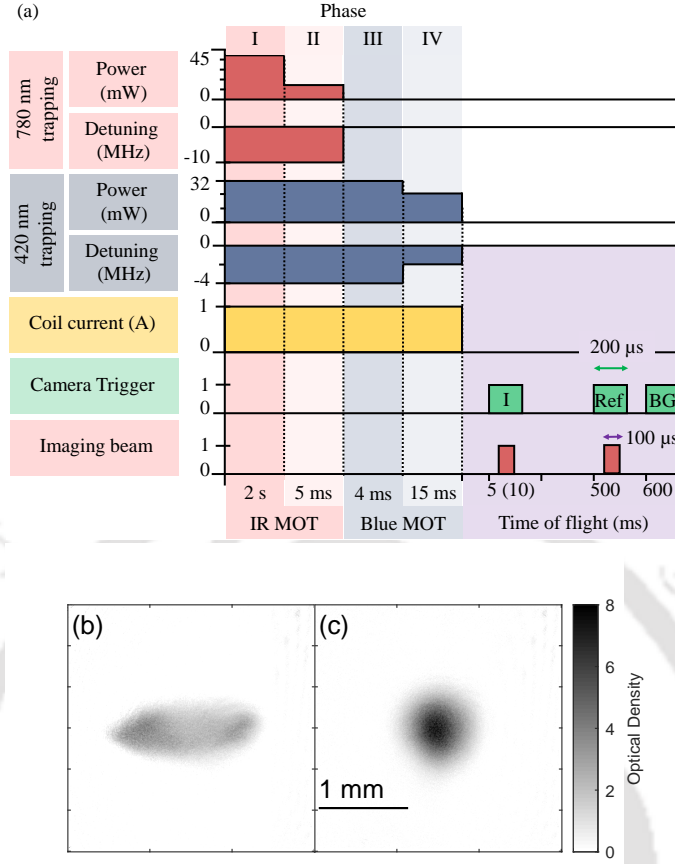 (a)
Phase
I II III IV
780 nm
trapping
Power
(mW)
45
0
Detuning
(MHz)
0
-10
420 nm
trapping
Power
(mW)
32
0
Detuning
(MHz)
0
-4
Coil current (A)
1
0
200 µs
Camera Trigger
1
0
I Ref BG
Imaging beam
1
0
100 µs
2 s 5 ms 4 ms 15 ms 5 (10) 500 600
IR MOT Blue MOT Time of flight (ms)
(b) (c)
1 mm
8
6
4
2
0
Optical Density